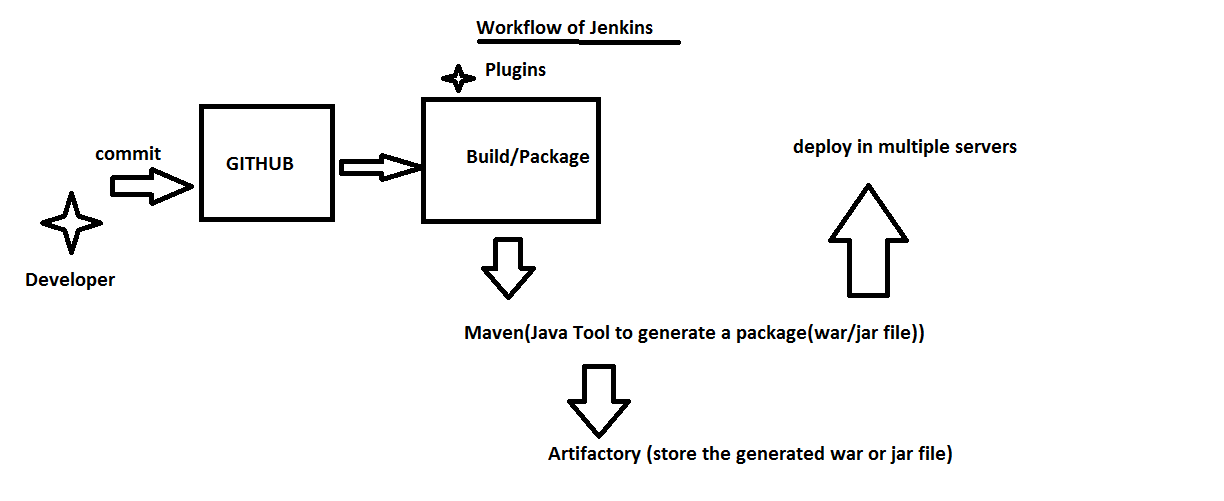 Workflow of Jenkins
Plugins
commit
GITHUB
Build/Package
deploy in multiple servers
Developer
Maven(Java Tool to generate a package(war/jar file))
Artifactory (store the generated war or jar file)